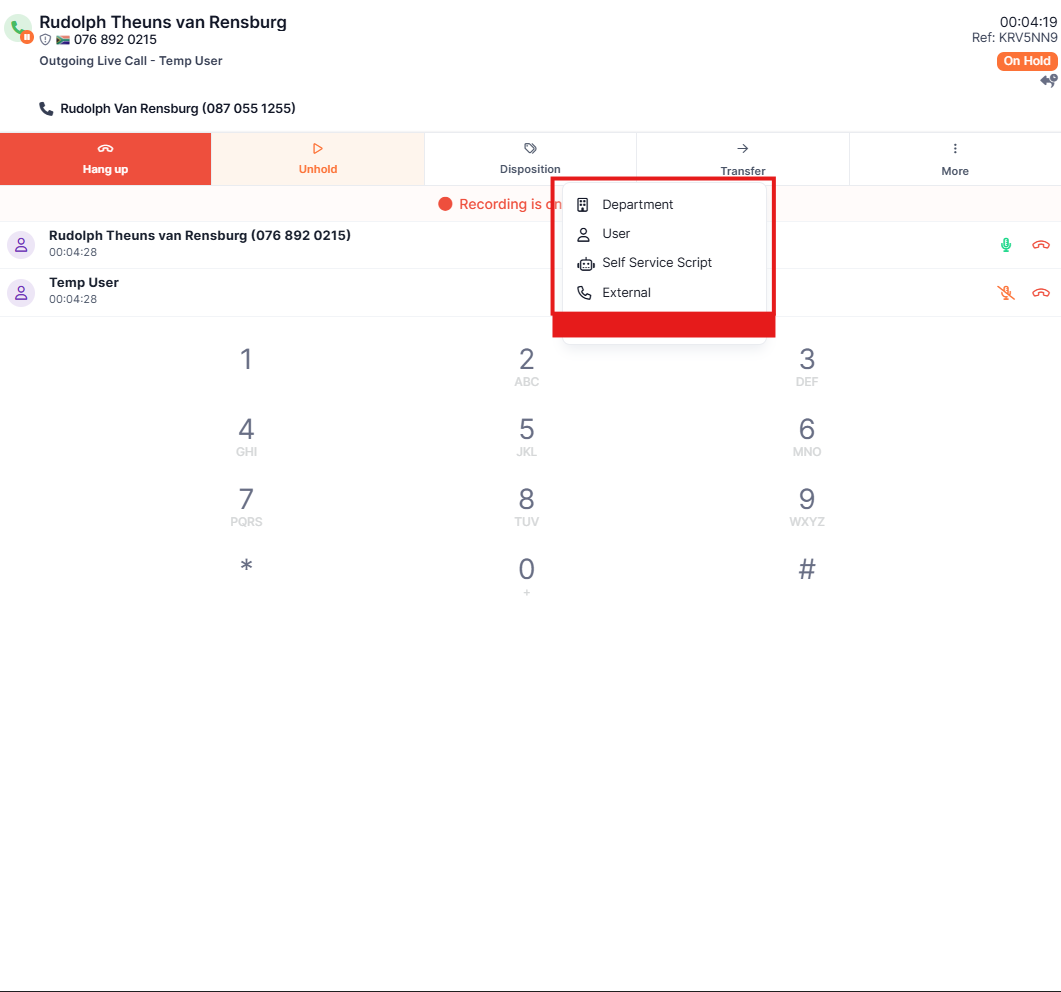 Rudolph Theuns van Rensburg
00:04:19
076 892 0215
Ref: KRV5NN9
Outgoing Live Call - Temp User
On Hold
Rudolph Van Rensburg (087 055 1255)
Hang up
Unhold
Disposition
Transfer
More
Recording is on
Department
User
Self Service Script
External
Rudolph Theuns van Rensburg (076 892 0215)
00:04:28
Temp User
00:04:28
1
2
ABC
3
DEF
4
GHI
5
JKL
6
MNO
7
PQRS
8
TUV
9
WXYZ
*
0
+
#